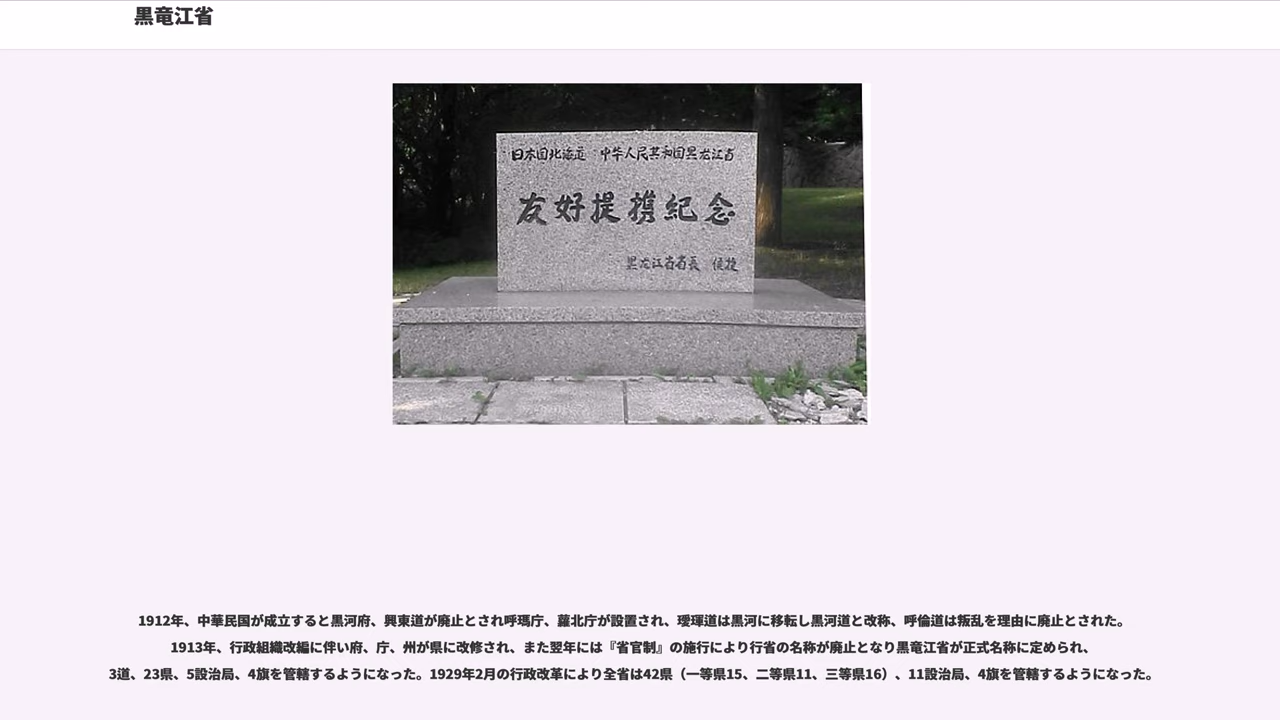 黒竜江省
日本国北海道 中华人民共和国黑龙江省
友好提携紀念
黑龙江省省長 侯捷
1912年、中華民国が成立すると黒河府、興東道が廃止とされ呼瑪庁、蘿北庁が設置され、璦琿道は黒河に移転し黒河道と改称、呼倫道は叛乱を理由に廃止とされた。
1913年、行政組織改編に伴い府、庁、州が県に改修され、また翌年には『省官制』の施行により行省の名称が廃止となり黒竜江省が正式名称に定められ、
3道、23県、5設治局、4旗を管轄するようになった。1929年2月の行政改革により全省は42県（一等県15、二等県11、三等県16）、11設治局、4旗を管轄するようになった。